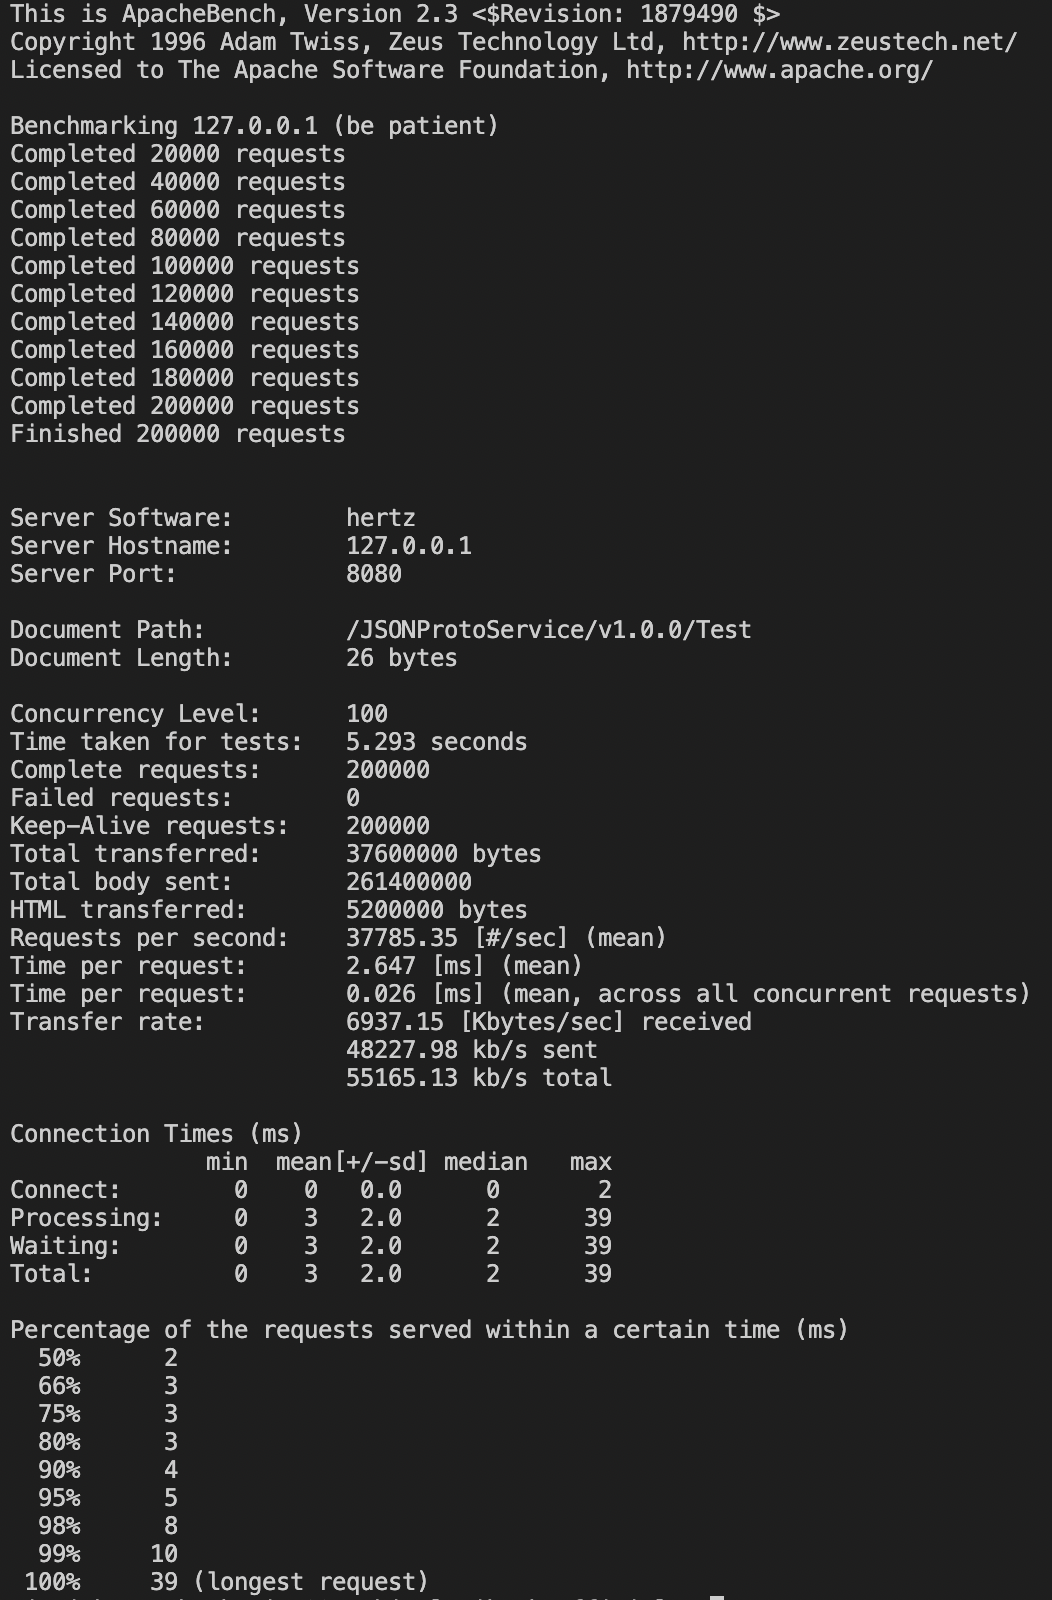 This is ApacheBench, Version 2.3 <$Revision: 1879490 $>
Copyright 1996 Adam Twiss, Zeus Technology Ltd, http://www.zeustech.net/
Licensed to The Apache Software Foundation, http://www.apache.org/

Benchmarking 127.0.0.1 (be patient)
Completed 20000 requests
Completed 40000 requests
Completed 60000 requests
Completed 80000 requests
Completed 100000 requests
Completed 120000 requests
Completed 140000 requests
Completed 160000 requests
Completed 180000 requests
Completed 200000 requests
Finished 200000 requests


Server Software:        hertz
Server Hostname:        127.0.0.1
Server Port:            8080

Document Path:          /JSONProtoService/v1.0.0/Test
Document Length:        26 bytes

Concurrency Level:      100
Time taken for tests:   5.293 seconds
Complete requests:      200000
Failed requests:        0
Keep-Alive requests:    200000
Total transferred:      37600000 bytes
Total body sent:        261400000
HTML transferred:       5200000 bytes
Requests per second:    37785.35 [#/sec] (mean)
Time per request:       2.647 [ms] (mean)
Time per request:       0.026 [ms] (mean, across all concurrent requests)
Transfer rate:          6937.15 [Kbytes/sec] received
                        48227.98 kb/s sent
                        55165.13 kb/s total

Connection Times (ms)
              min  mean[+/-sd] median   max
Connect:        0    0   0.0      0       2
Processing:     0    3   2.0      2      39
Waiting:        0    3   2.0      2      39
Total:          0    3   2.0      2      39

Percentage of the requests served within a certain time (ms)
  50%      2
  66%      3
  75%      3
  80%      3
  90%      4
  95%      5
  98%      8
  99%     10
 100%     39 (longest request)